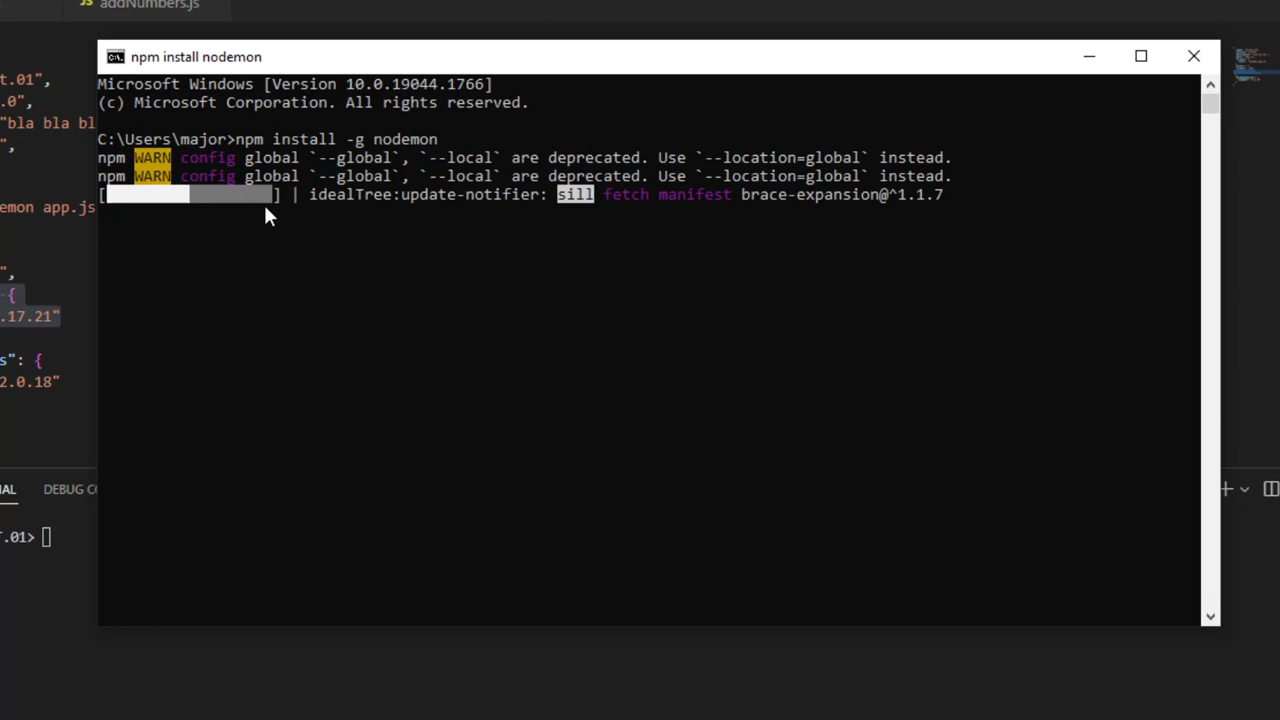 JS addNumbers.js
npm install nodemon
Microsoft Windows [Version 10.0.19044.1766]
(c) Microsoft Corporation. All rights reserved.
C:\Users\major>npm install -g nodemon
npm WARN config global `--global`, `--local` are deprecated. Use `--location=global` instead.
npm WARN config global `--global`, `--local` are deprecated. Use `--location=global` instead.
[ ] | idealTree:update-notifier: sill fetch manifest brace-expansion@^1.1.7
t.01",
.0",
"bla bla bl
",
emon app.js
",
{
.17.21"
s": {
2.0.18"
NAL DEBUG CO
T.01>